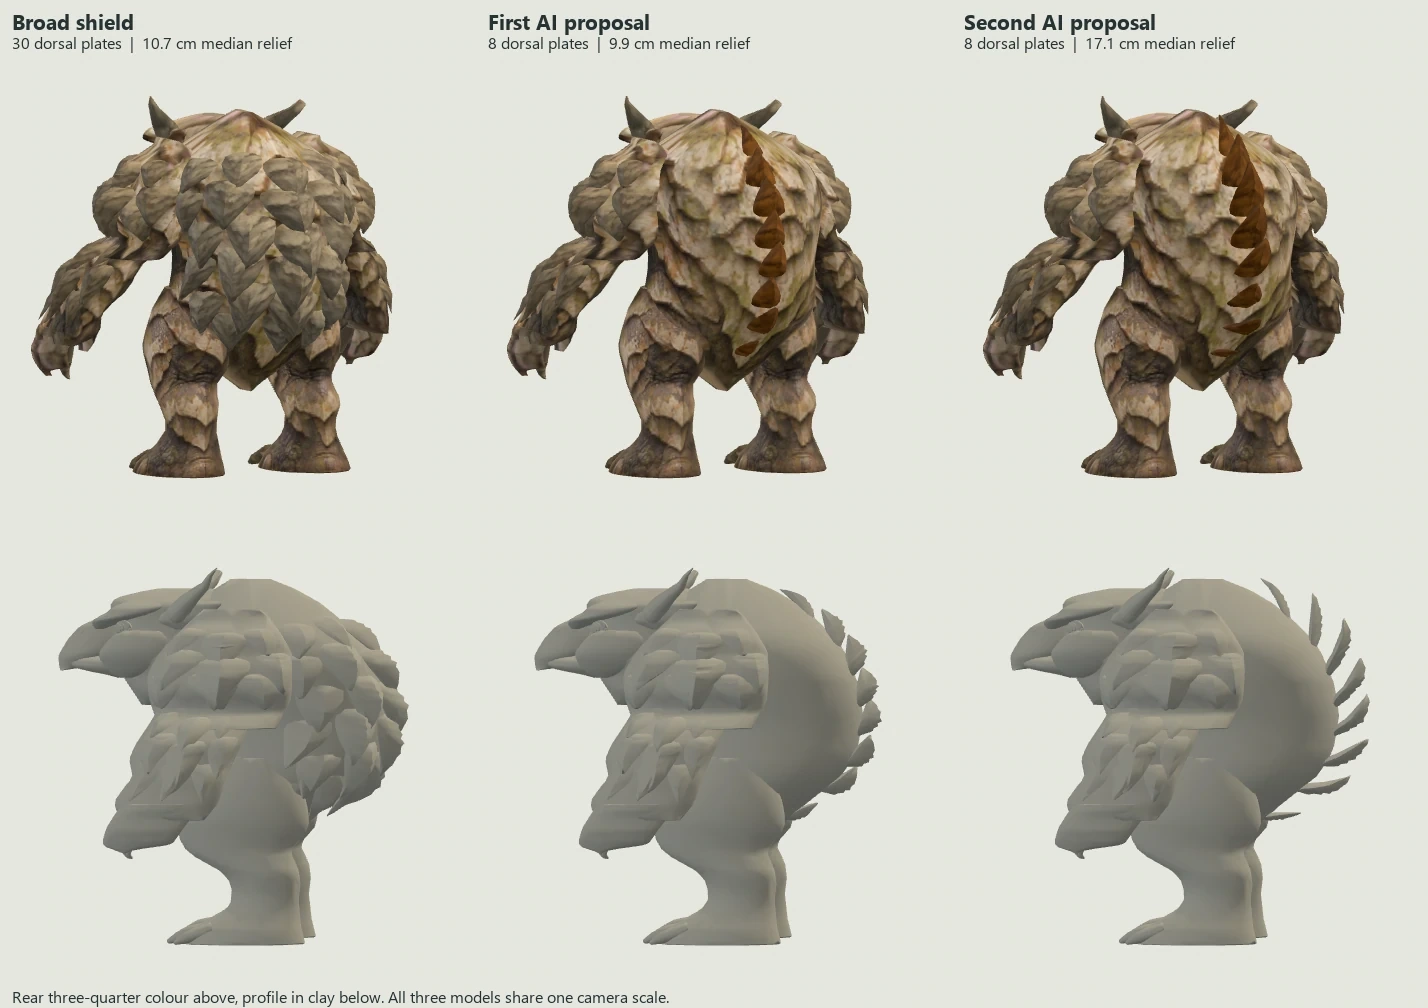 Broad shield
30 dorsal plates | 10.7 cm median relief
First AI proposal
8 dorsal plates | 9.9 cm median relief
Second AI proposal
8 dorsal plates | 17.1 cm median relief
Rear three-quarter colour above, profile in clay below. All three models share one camera scale.